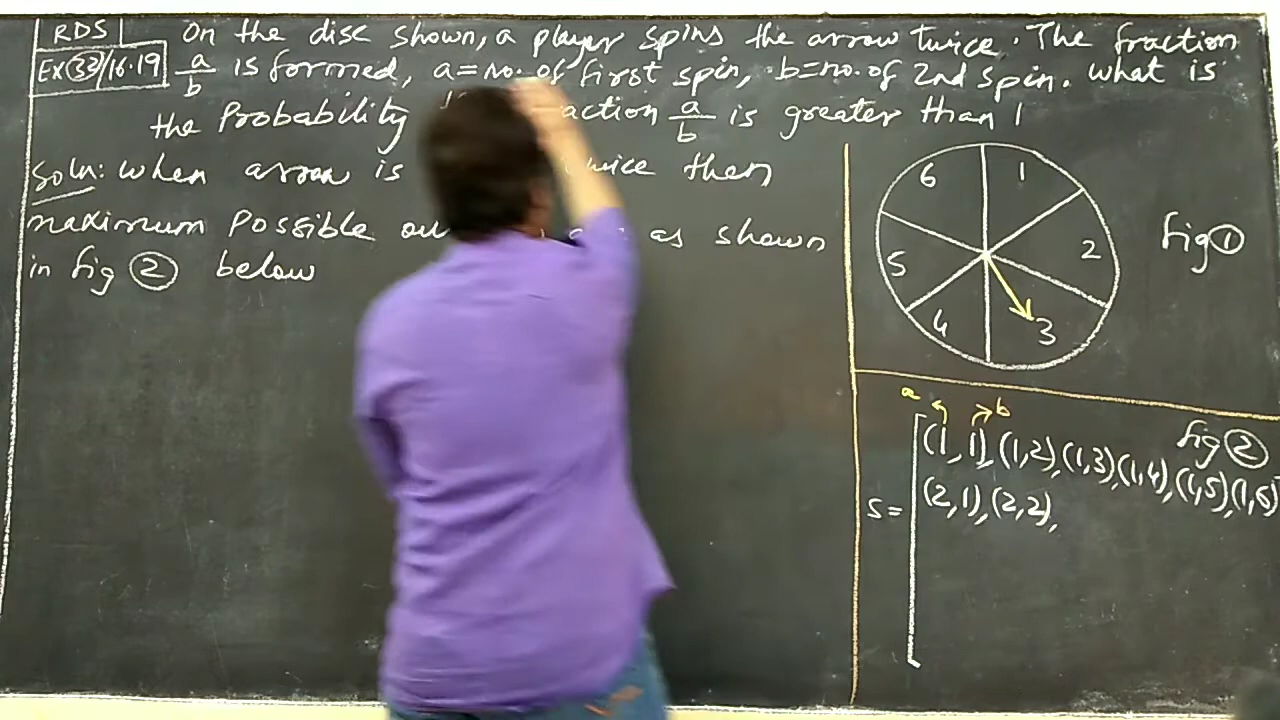 RDS
Ex 33/16.19
On the disc shown, a player spins the arrow twice. The fraction
a/b is formed, a = no. of first spin, b = no. of 2nd spin. What is
the Probability action a/b is greater than 1
Soln: when arrow is twice then
maximum Possible as shown
in fig ② below
6 1
5 2
4 3
fig ①
a b
fig ②
(1, 1), (1,2), (1,3), (1,4), (1,5), (1,6)
S = (2, 1), (2,2),